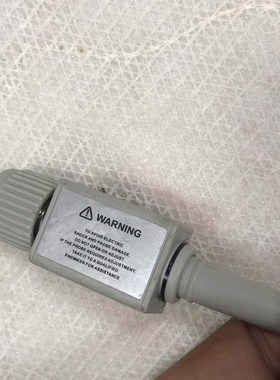 WARNING
TO AVOID ELECTRIC
SHOCK AND PROBE DAMAGE,
DO NOT OPEN OR ADJUST.
IF THE PROBE REQUIRES ADJUSTMENT,
TAKE IT TO A QUALIFIED
ENGINEER FOR ASSISTANCE.